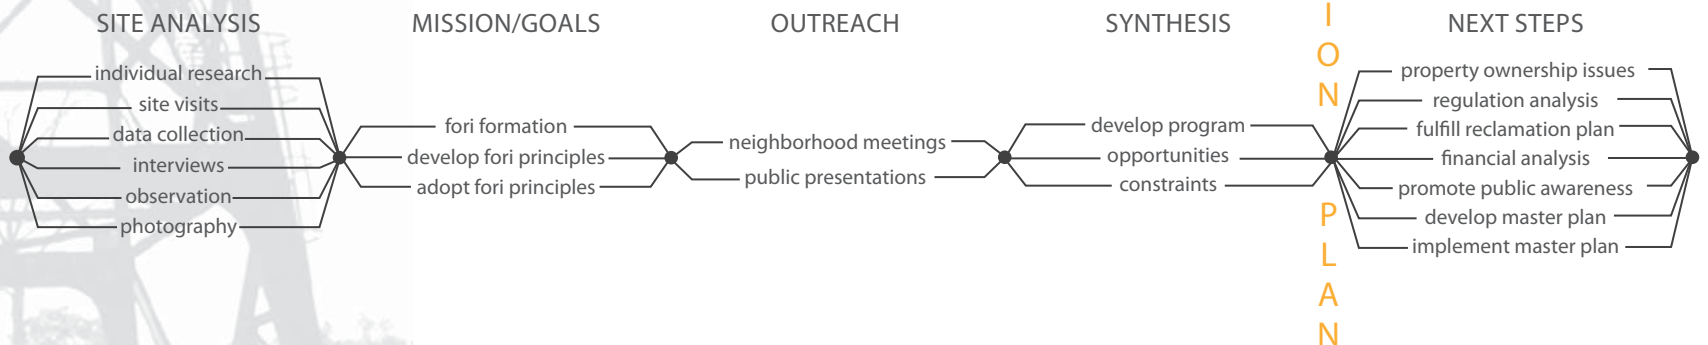 SITE ANALYSIS
individual research
site visits
data collection
interviews
observation
photography
MISSION/GOALS
fori formation
develop fori principles
adopt fori principles
OUTREACH
neighborhood meetings
public presentations
SYNTHESIS
develop program
opportunities
constraints
I
O
N
P
L
A
N
NEXT STEPS
property ownership issues
regulation analysis
fulfill reclamation plan
financial analysis
promote public awareness
develop master plan
implement master plan